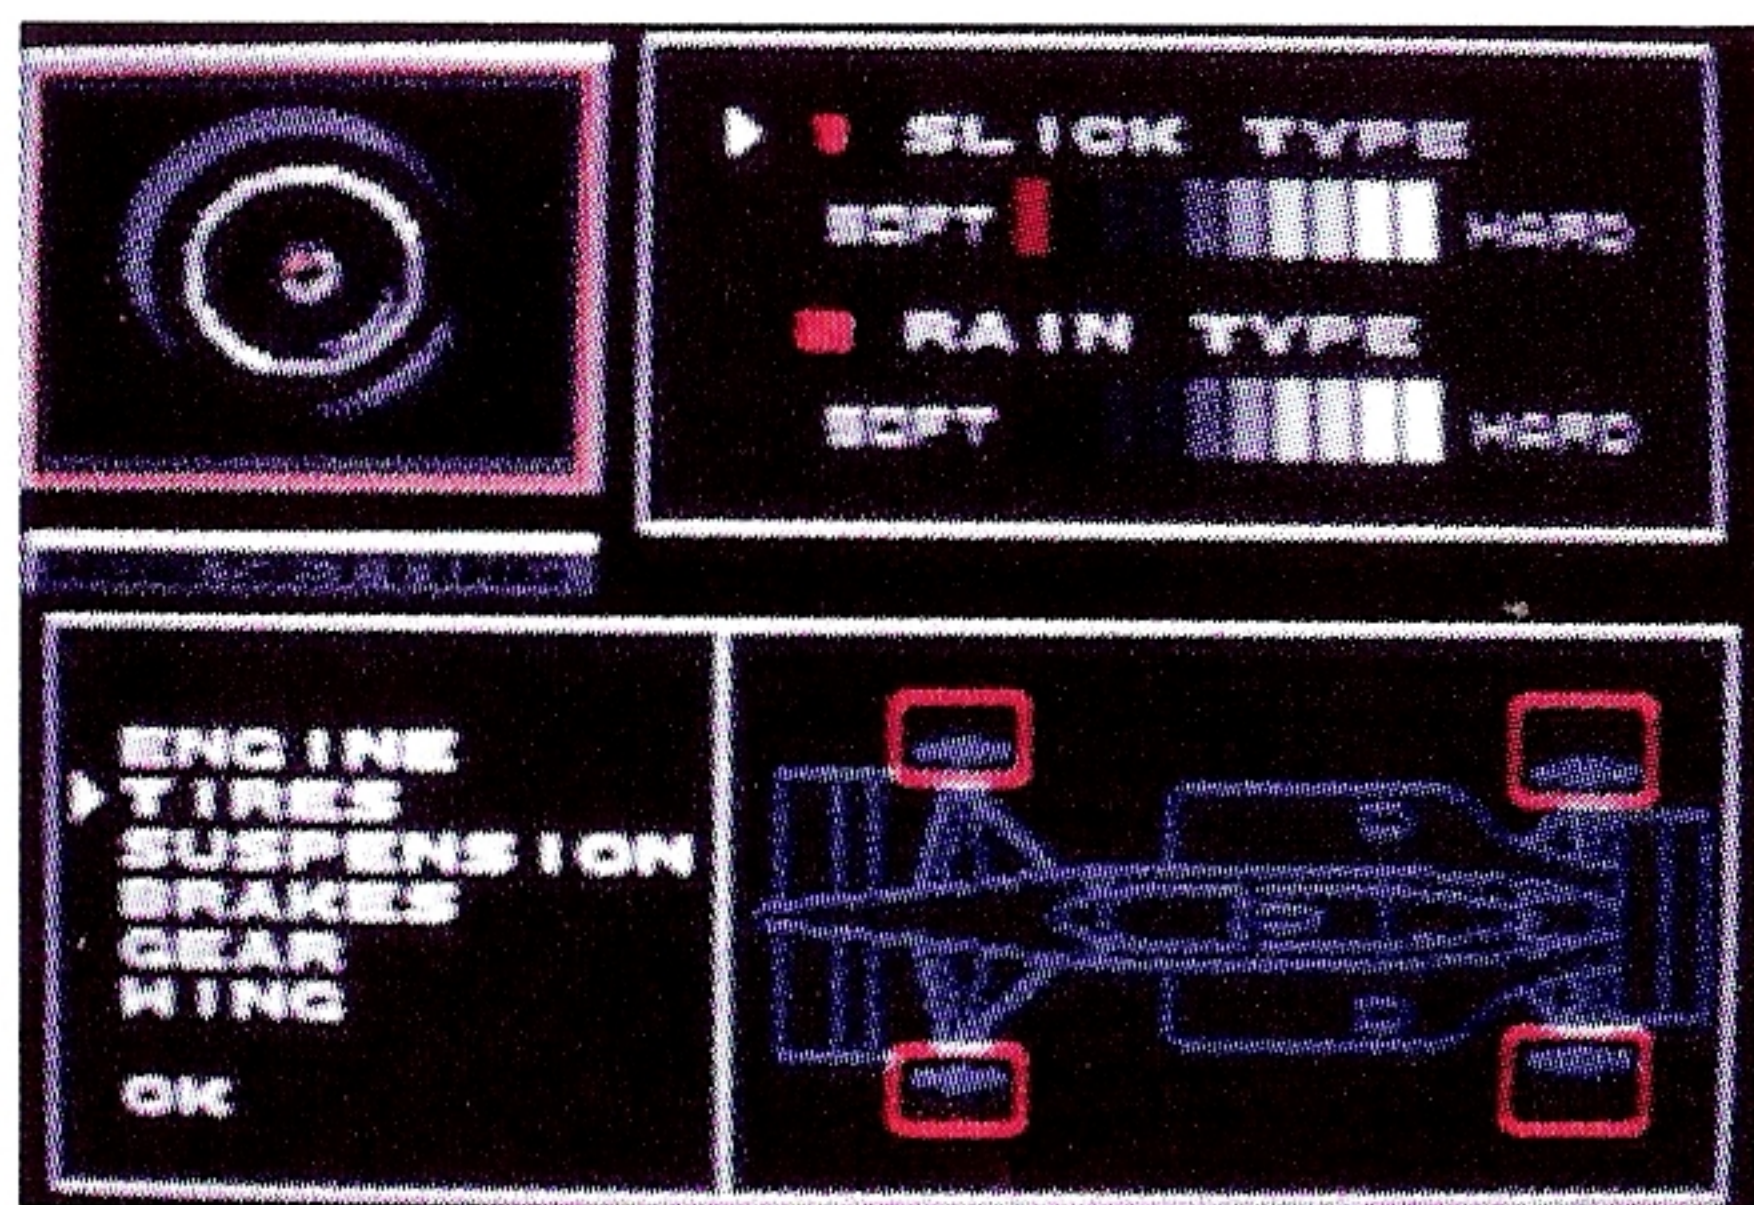 SLICK TYPE
SOFT HARD
RAIN TYPE
SOFT HARD
ENGINE
TIRES
SUSPENSION
BRAKES
GEAR
WING
OK